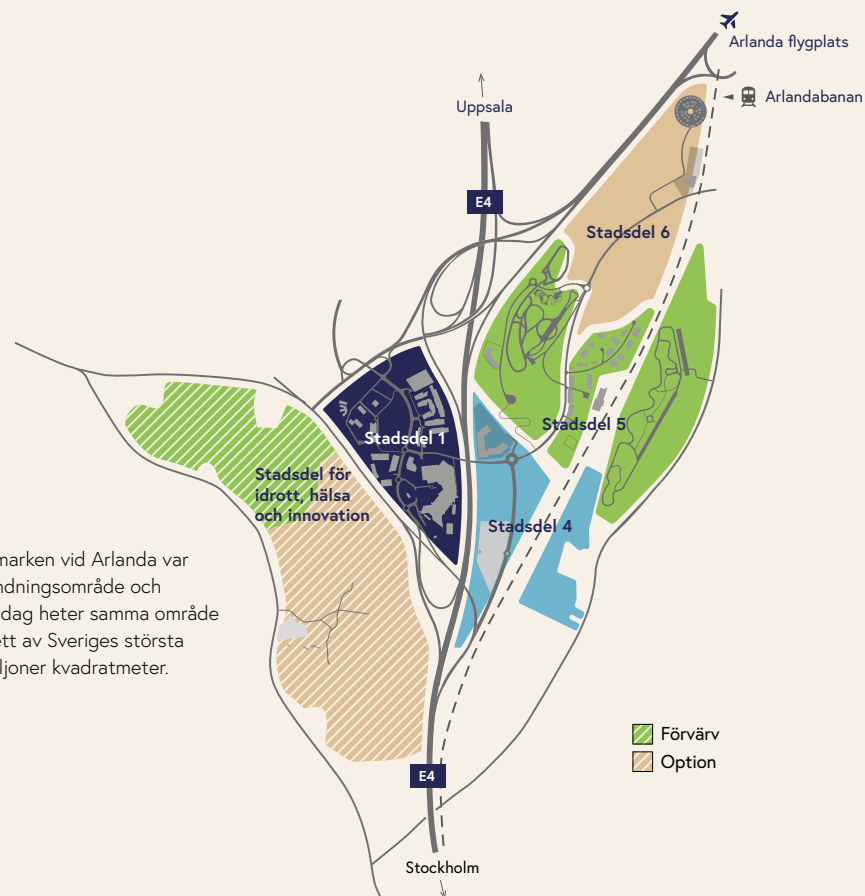 Arlanda flygplats
Arlandabanan
Uppsala
E4
Stadsdel 6
Stadsdel 5
Stadsdel 1
Stadsdel för
idrott, hälsa
och innovation
Stadsdel 4
marken vid Arlanda var
ndningsområde och
dag heter samma område
ett av Sveriges största
ljoner kvadratmeter.
Förvärv
Option
E4
Stockholm